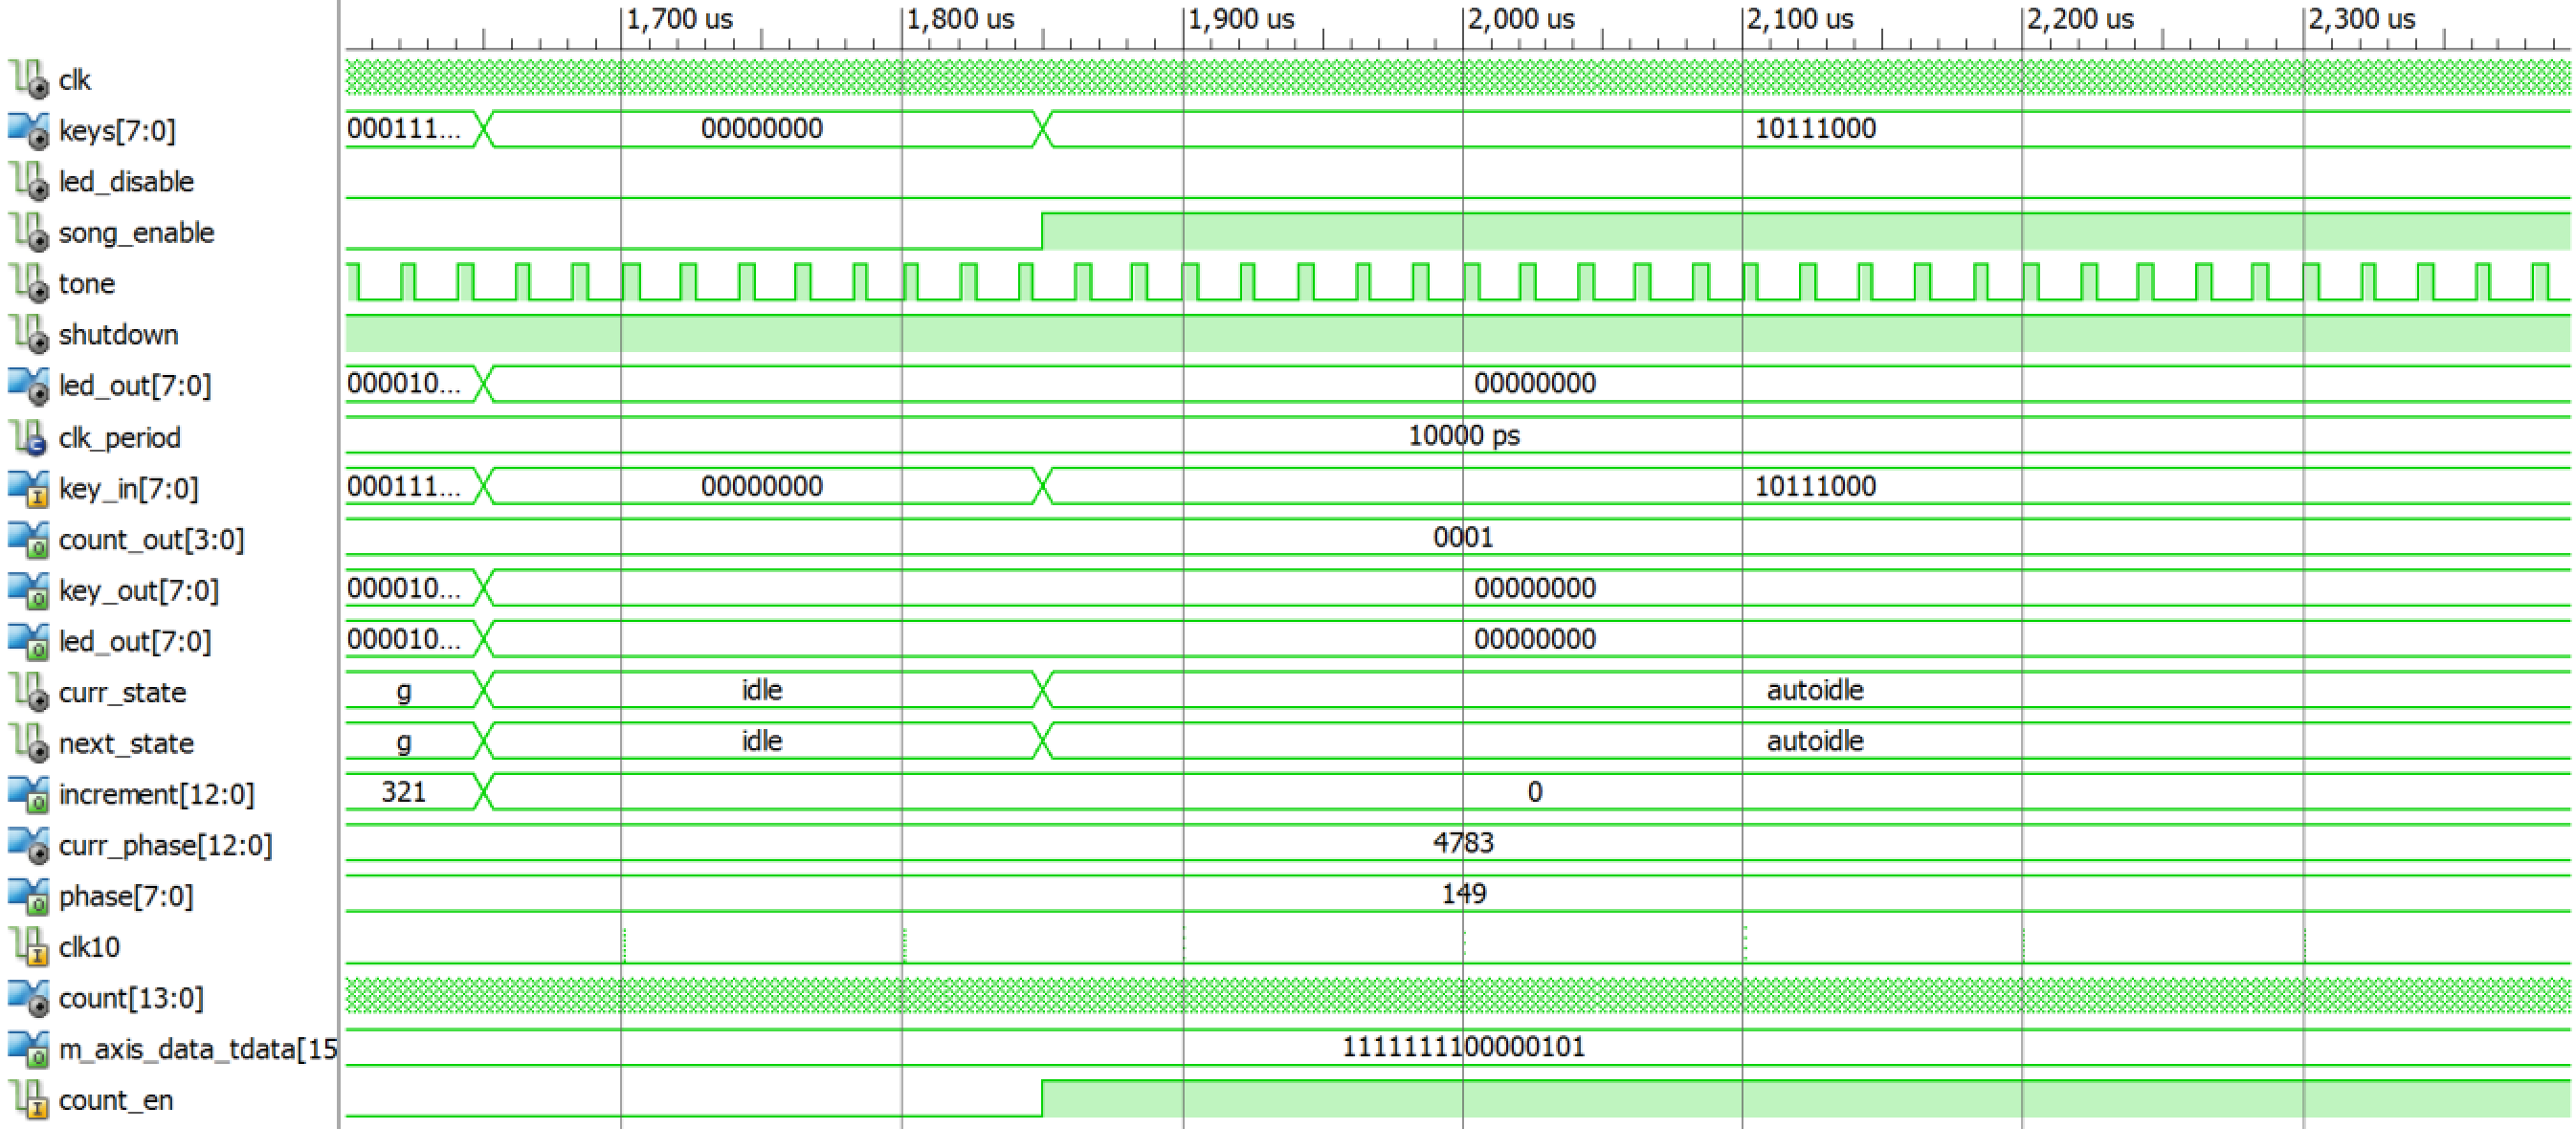 1,700 us 1,800 us 1,900 us 2,000 us 2,100 us 2,200 us 2,300 us
clk
keys[7:0] 000111... 00000000 10111000
led_disable
song_enable
tone
shutdown
led_out[7:0] 000010... 00000000
clk_period 10000 ps
key_in[7:0] 000111... 00000000 10111000
count_out[3:0] 0001
key_out[7:0] 000010... 00000000
led_out[7:0] 000010... 00000000
curr_state g idle autoidle
next_state g idle autoidle
increment[12:0] 321 0
curr_phase[12:0] 4783
phase[7:0] 149
clk10
count[13:0]
m_axis_data_tdata[15 1111111100000101
count_en